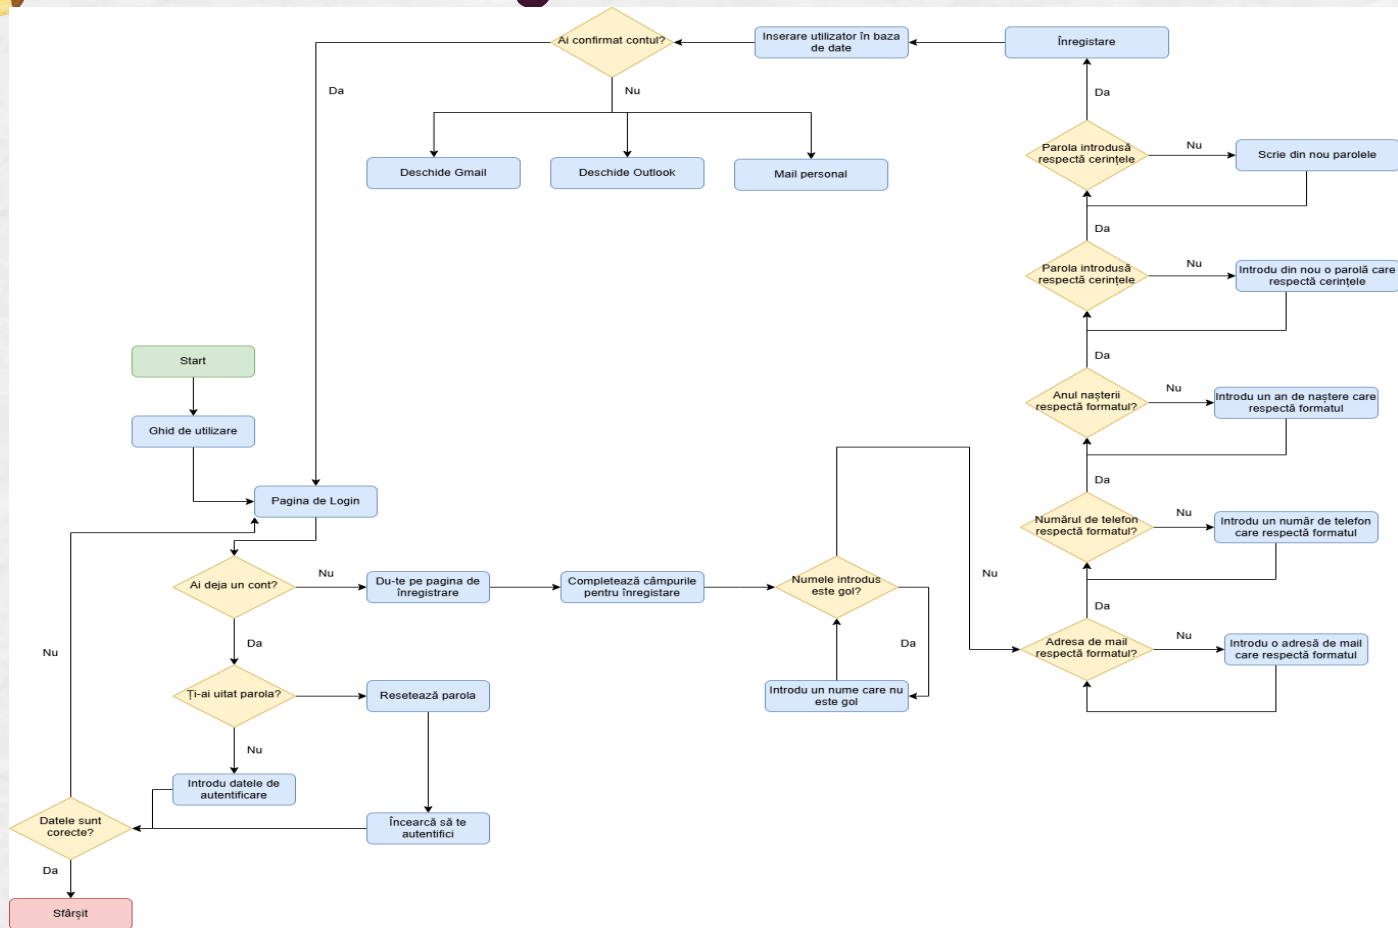 Ai confirmat contul?
Inserare utilizator în baza
de date
Înregistare
Da
Nu
Da
Deschide Gmail
Deschide Outlook
Mail personal
Parola introdusă
respectă cerințele
Nu
Scrie din nou parolele
Da
Parola introdusă
respectă cerințele
Nu
Introdu din nou o parolă care
respectă cerințele
Da
Start
Ghid de utilizare
Anul nașterii
respectă formatul?
Nu
Introdu un an de naștere care
respectă formatul
Da
Pagina de Login
Numărul de telefon
respectă formatul?
Nu
Introdu un număr de telefon
care respectă formatul
Da
Ai deja un cont?
Nu
Du-te pe pagina de
înregistrare
Completează câmpurile
pentru înregistare
Numele introdus
este gol?
Nu
Da
Da
Introdu un nume care nu
este gol
Adresa de mail
respectă formatul?
Nu
Introdu o adresă de mail
care respectă formatul
Nu
Ți-ai uitat parola?
Resetează parola
Nu
Introdu datele de
autentificare
Încearcă să te
autentifici
Datele sunt
corecte?
Da
Sfârșit